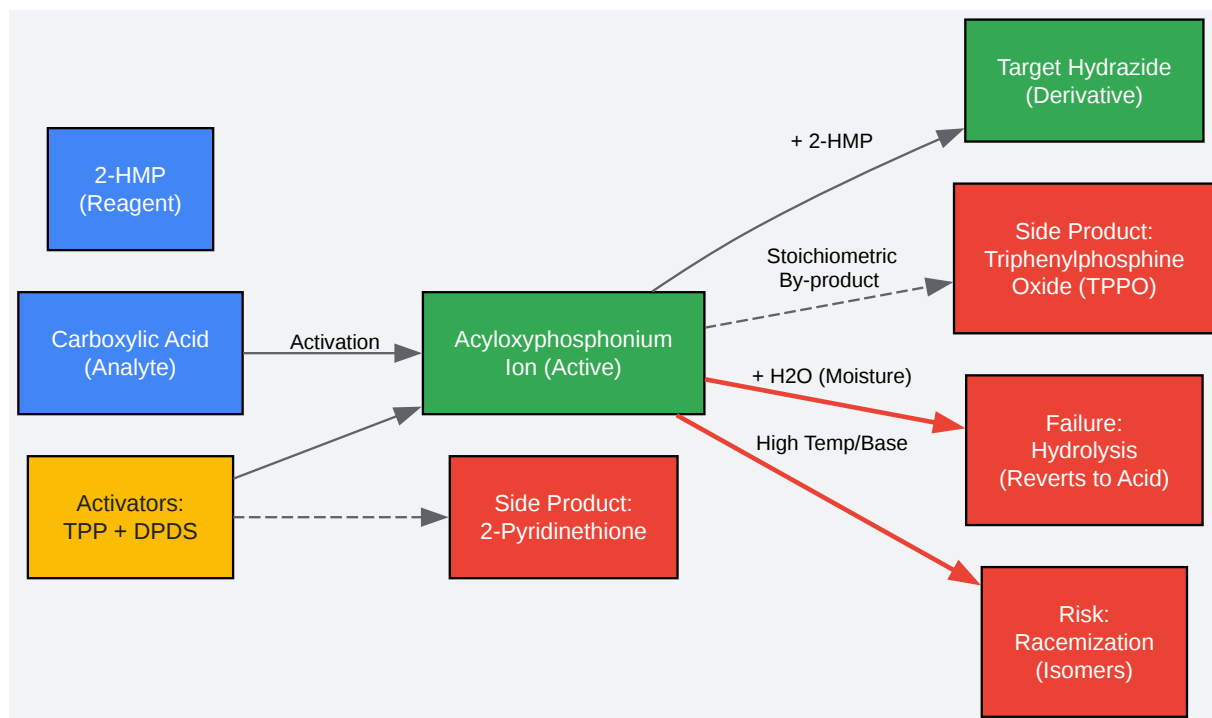 2-HMP
(Reagent)
Carboxylic Acid
(Analyte)
Activators:
TPP + DPDS
Activation
Acyloxyphosphonium
Ion (Active)
Side Product:
2-Pyridinethione
+ 2-HMP
Stoichiometric
By-product
+ H2O (Moisture)
High Temp/Base
Target Hydrazide
(Derivative)
Side Product:
Triphenylphosphine
Oxide (TPPO)
Failure:
Hydrolysis
(Reverts to Acid)
Risk:
Racemization
(Isomers)